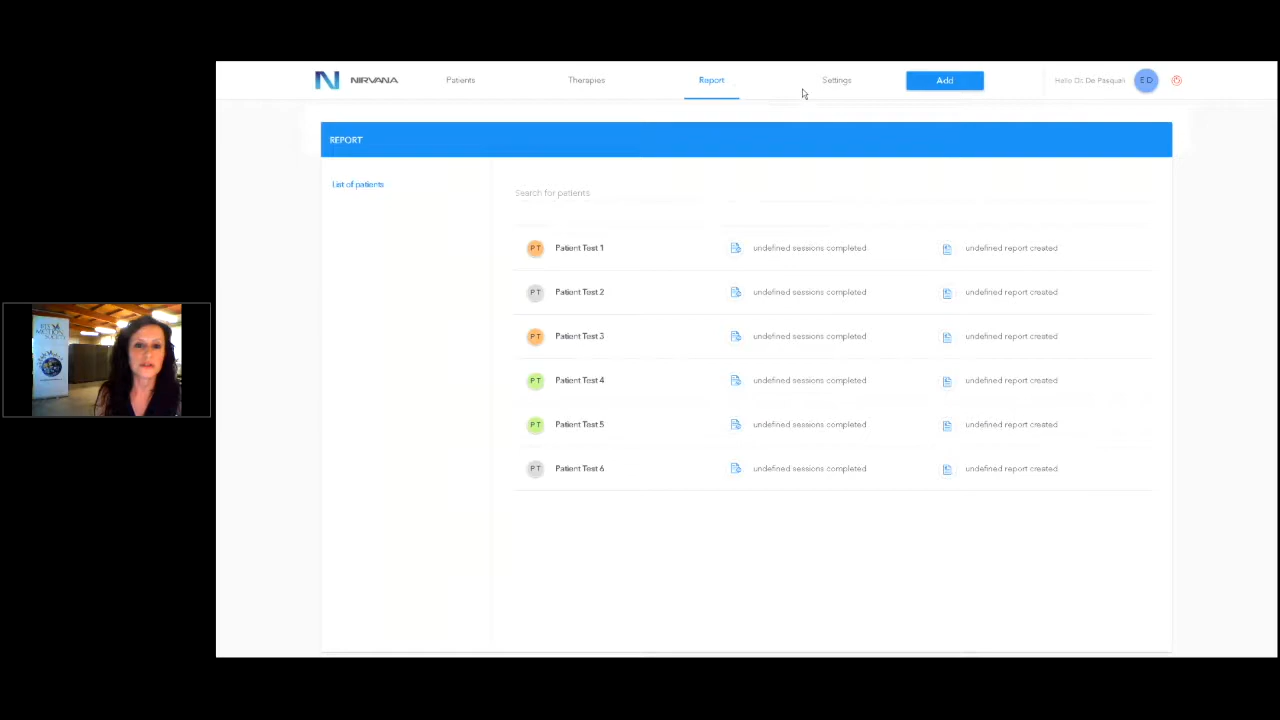 NIRVANA
Patients
Therapies
Report
Settings
Add
Hello Dr. De Pasquari
ED
REPORT
List of patients
Search for patients
PT Patient Test 1 undefined sessions completed undefined report created
PT Patient Test 2 undefined sessions completed undefined report created
PT Patient Test 3 undefined sessions completed undefined report created
PT Patient Test 4 undefined sessions completed undefined report created
PT Patient Test 5 undefined sessions completed undefined report created
PT Patient Test 6 undefined sessions completed undefined report created